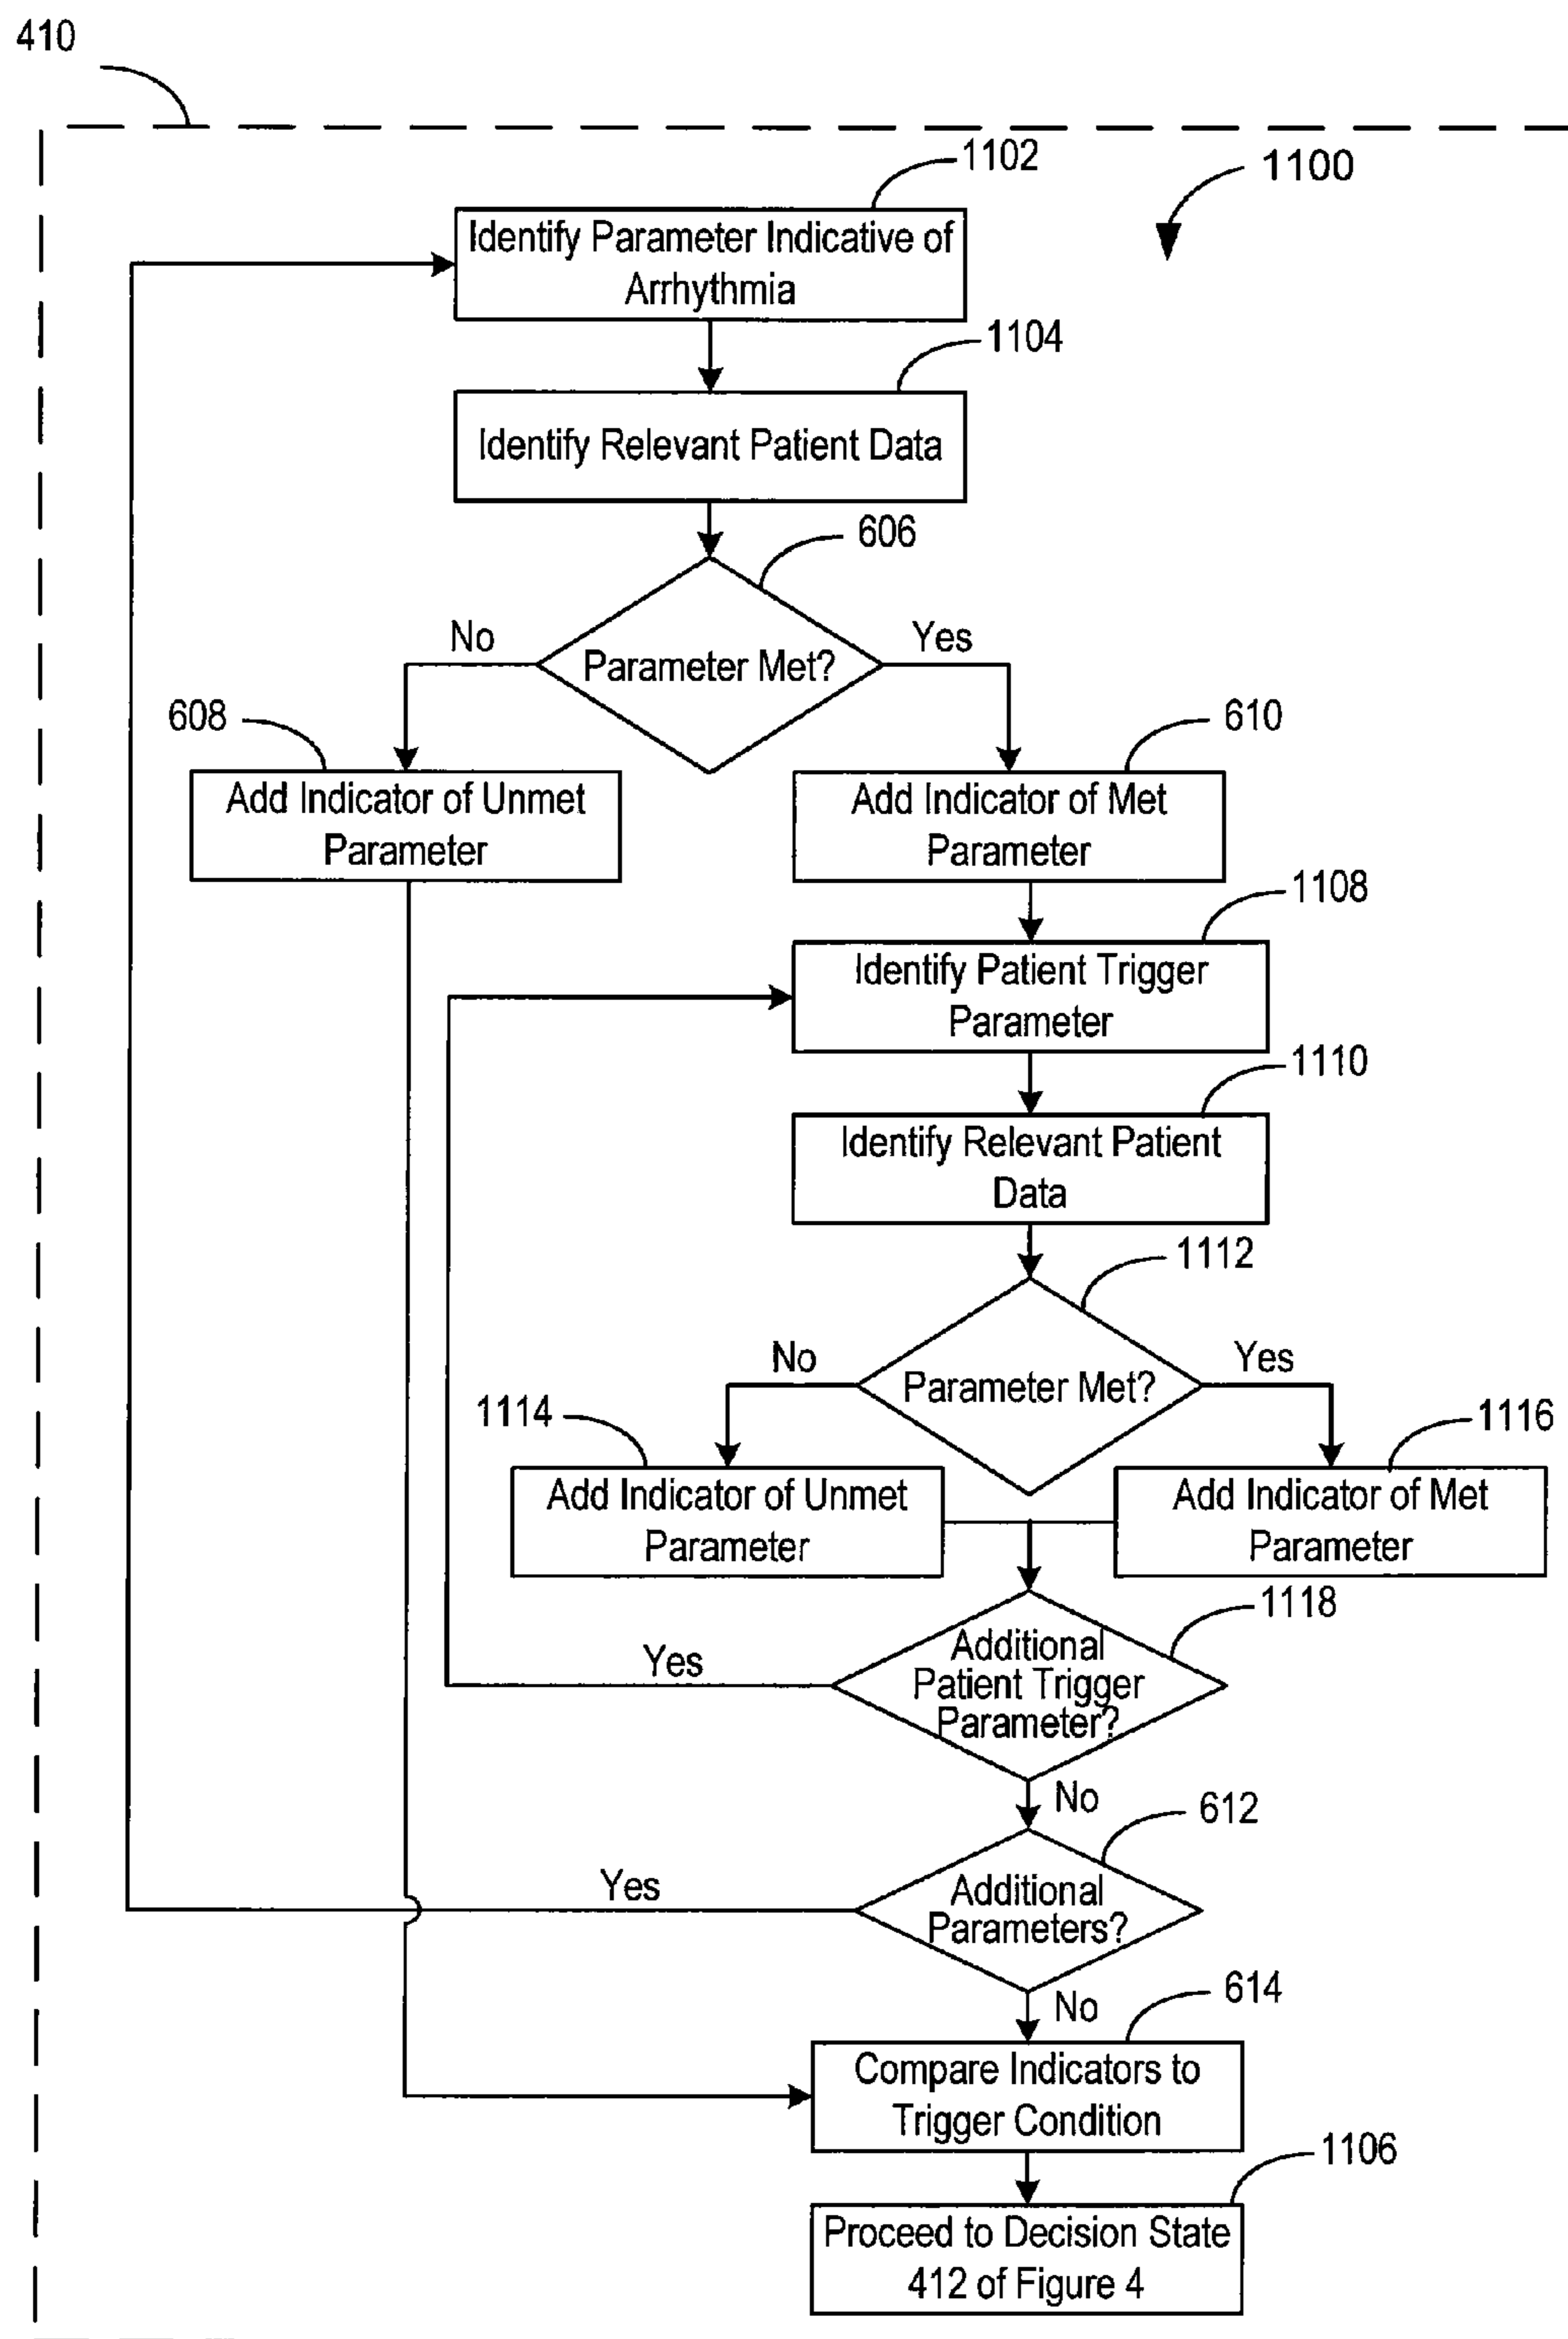 410
1102
1100
Identify Parameter Indicative of
Arrhythmia
1104
Identify Relevant Patient Data
606
No
Yes
Parameter Met?
608
610
Add Indicator of Unmet
Parameter
Add Indicator of Met
Parameter
1108
Identify Patient Trigger
Parameter
1110
Identify Relevant Patient
Data
1112
No
Yes
Parameter Met?
1114
1116
Add Indicator of Unmet
Parameter
Add Indicator of Met
Parameter
1118
Additional
Patient Trigger
Parameter?
Yes
No
612
Additional
Parameters?
Yes
No
614
Compare Indicators to
Trigger Condition
1106
Proceed to Decision State
412 of Figure 4